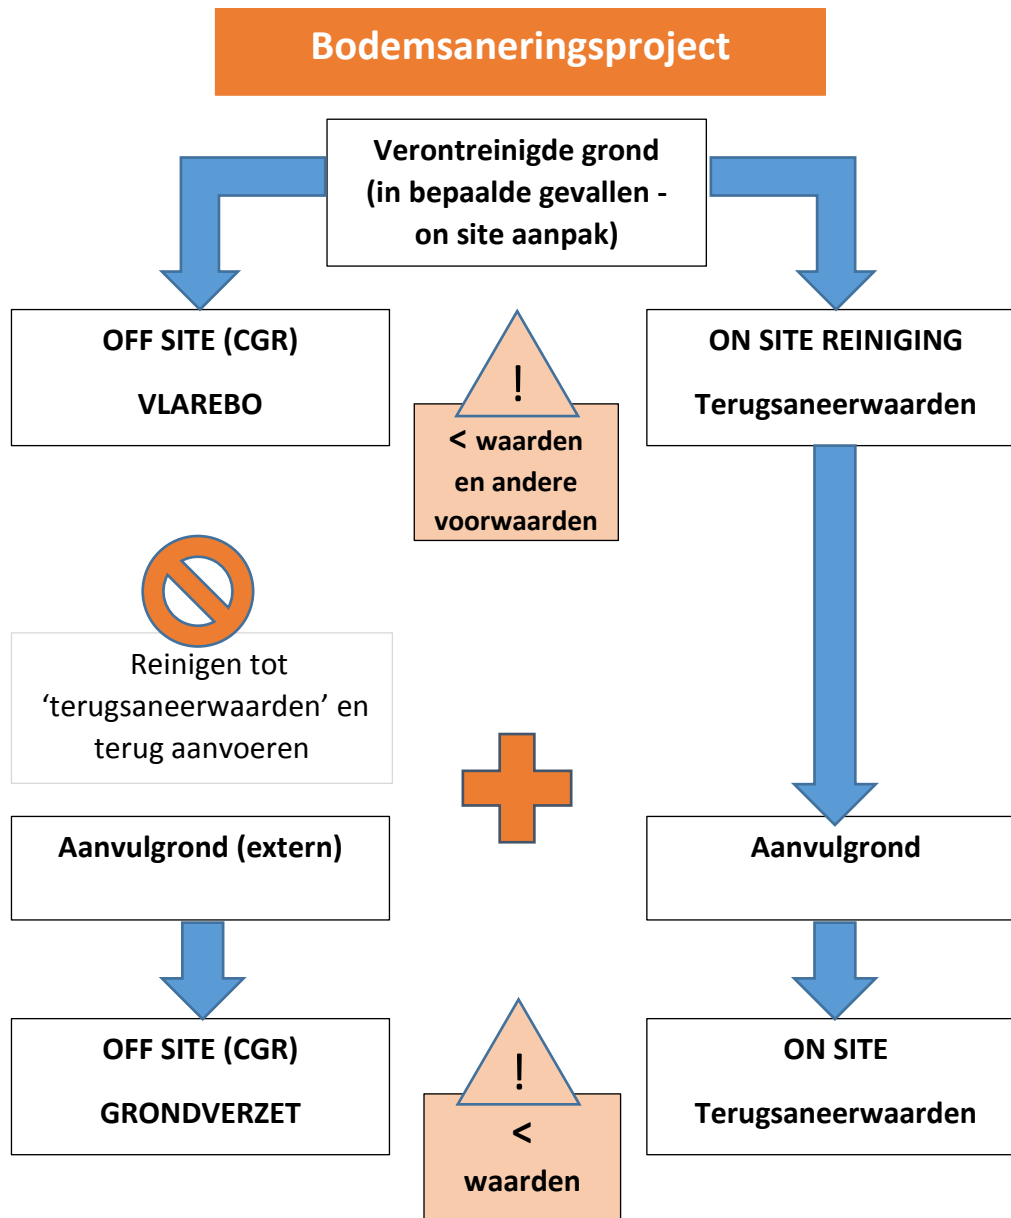 Bodemsaneringsproject
Verontreinigde grond
(in bepaalde gevallen -
on site aanpak)
OFF SITE (CGR)
VLAREBO
!
< waarden
en andere
voorwaarden
ON SITE REINIGING
Terugsaneerwaarden
Reinigen tot
‘terugsaneerwaarden’ en
terug aanvoeren
Aanvulgrond (extern)
Aanvulgrond
OFF SITE (CGR)
GRONDVERZET
!
<
waarden
ON SITE
Terugsaneerwaarden